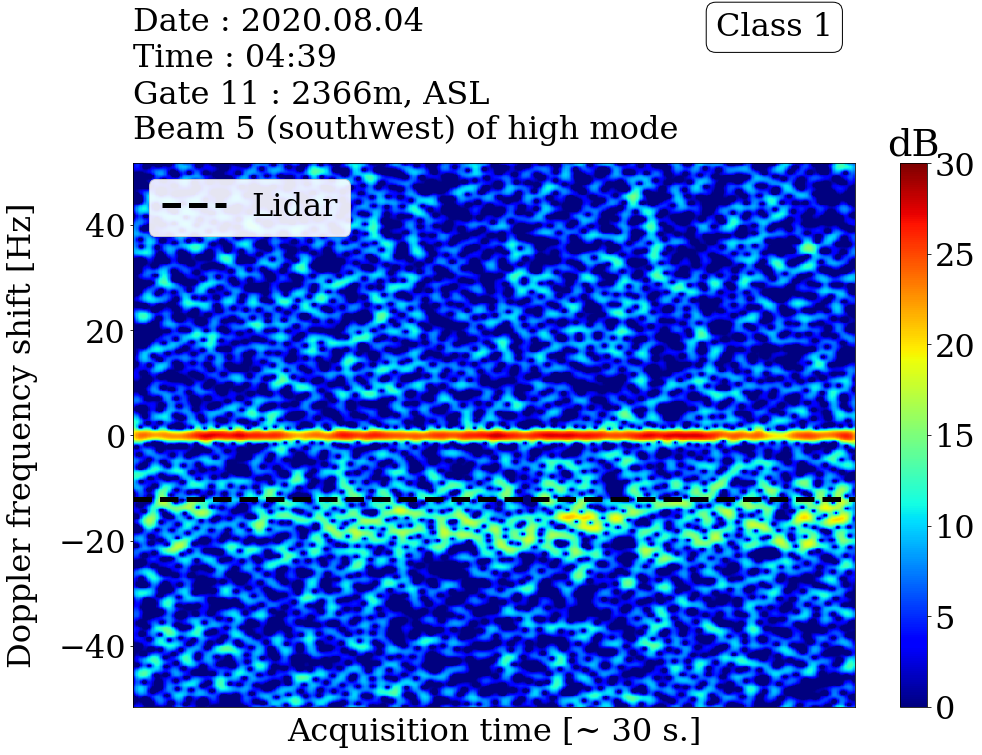 Date : 2020.08.04
Time : 04:39
Gate 11 : 2366m, ASL
Beam 5 (southwest) of high mode
Class 1
dB
Lidar
Doppler frequency shift [Hz]
40
20
0
−20
−40
30
25
20
15
10
5
0
Acquisition time [~ 30 s.]